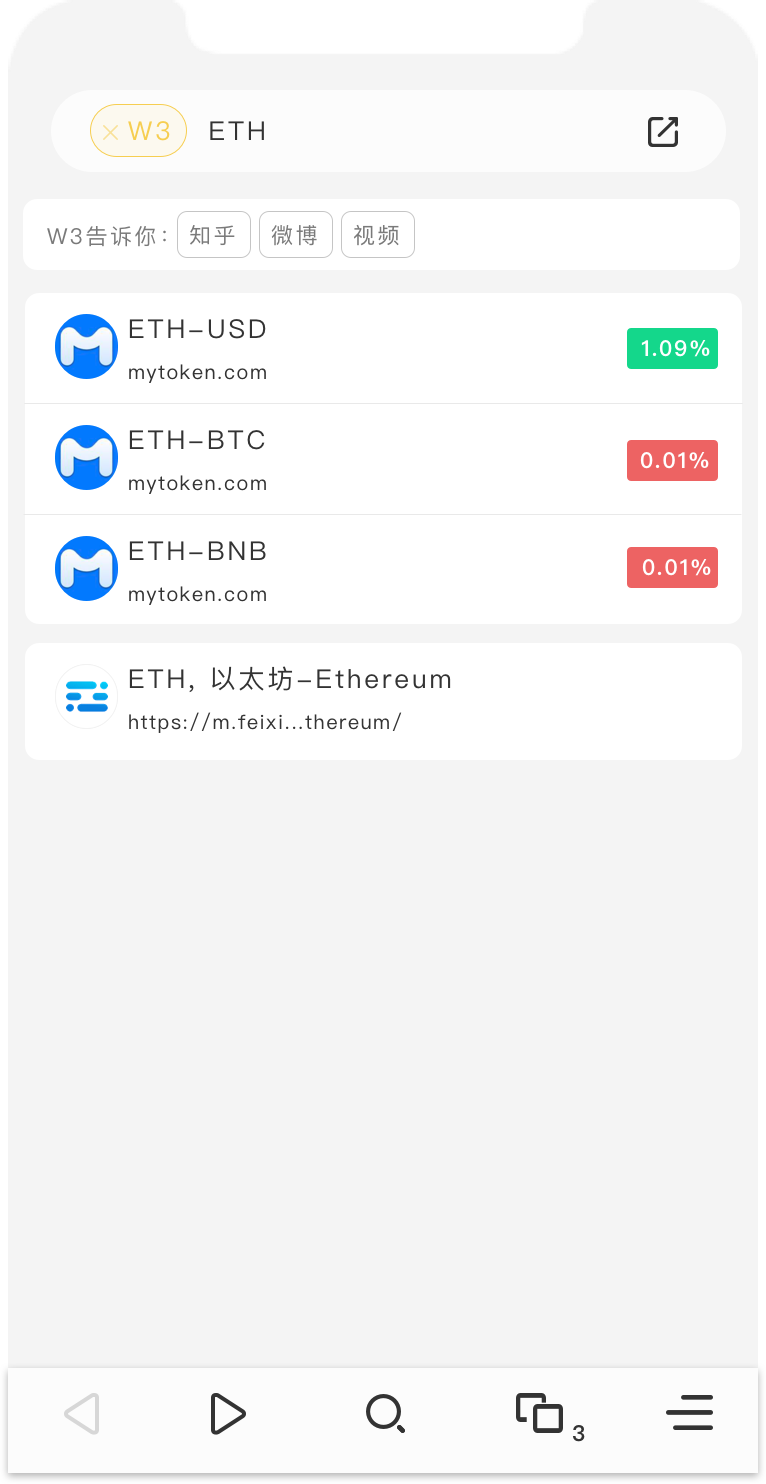 W3 ETH
W3告诉你: 知乎 微博 视频
ETH-USD
mytoken.com
1.09%
ETH-BTC
mytoken.com
0.01%
ETH-BNB
mytoken.com
0.01%
ETH, 以太坊-Ethereum
https://m.feixi...thereum/
3